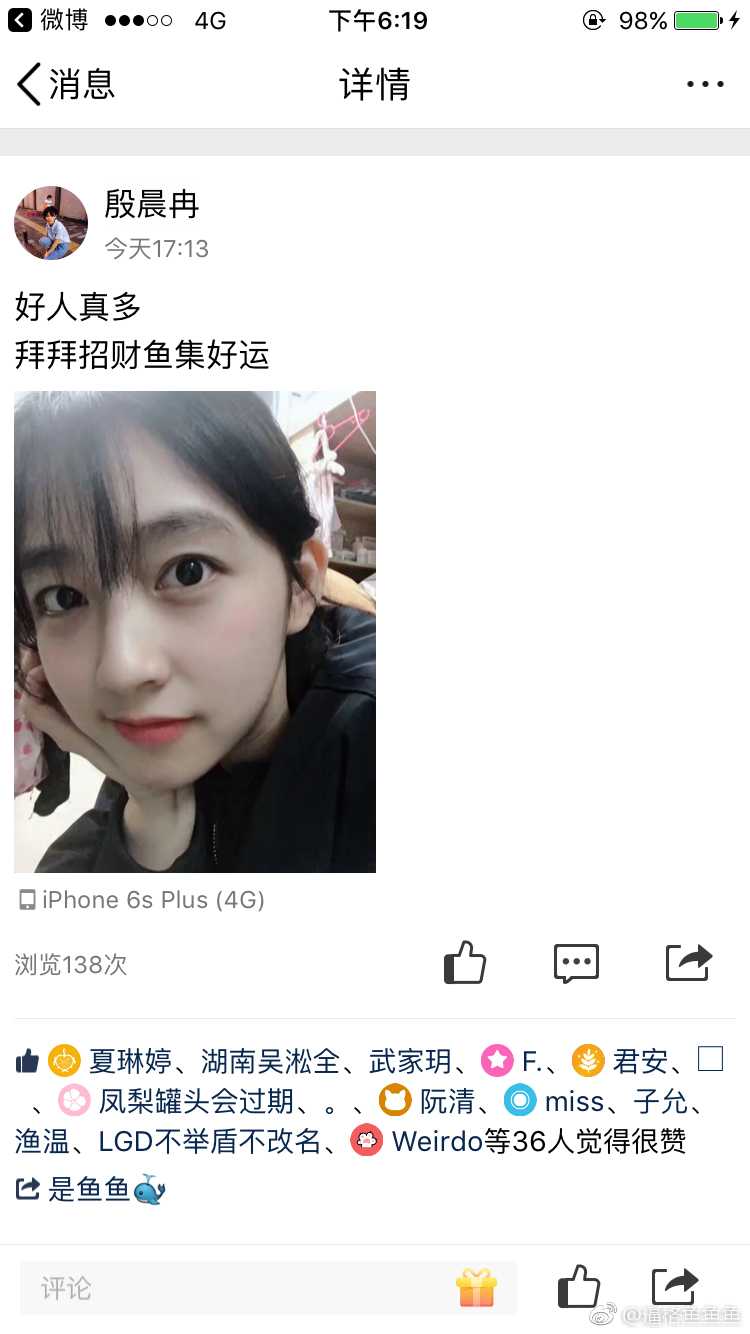 微博 4G 下午6:19 98%
消息 详情
殷晨冉
今天17:13
好人真多
拜拜招财鱼集好运
iPhone 6s Plus (4G)
浏览138次
夏琳婷、湖南吴淞全、武家玥、F.、君安、
、凤梨罐头会过期、。、阮清、miss、子允、
渔温、LGD不举盾不改名、Weirdo等36人觉得很赞
是鱼鱼
评论